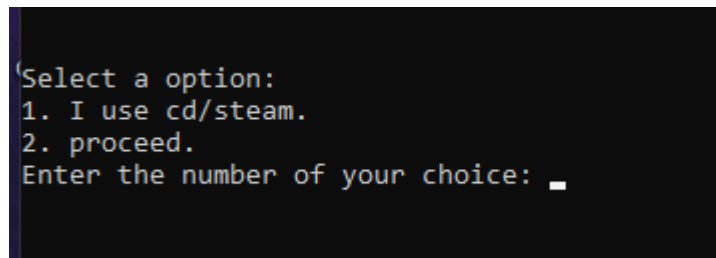 Select a option:
1. I use cd/steam.
2. proceed.
Enter the number of your choice: